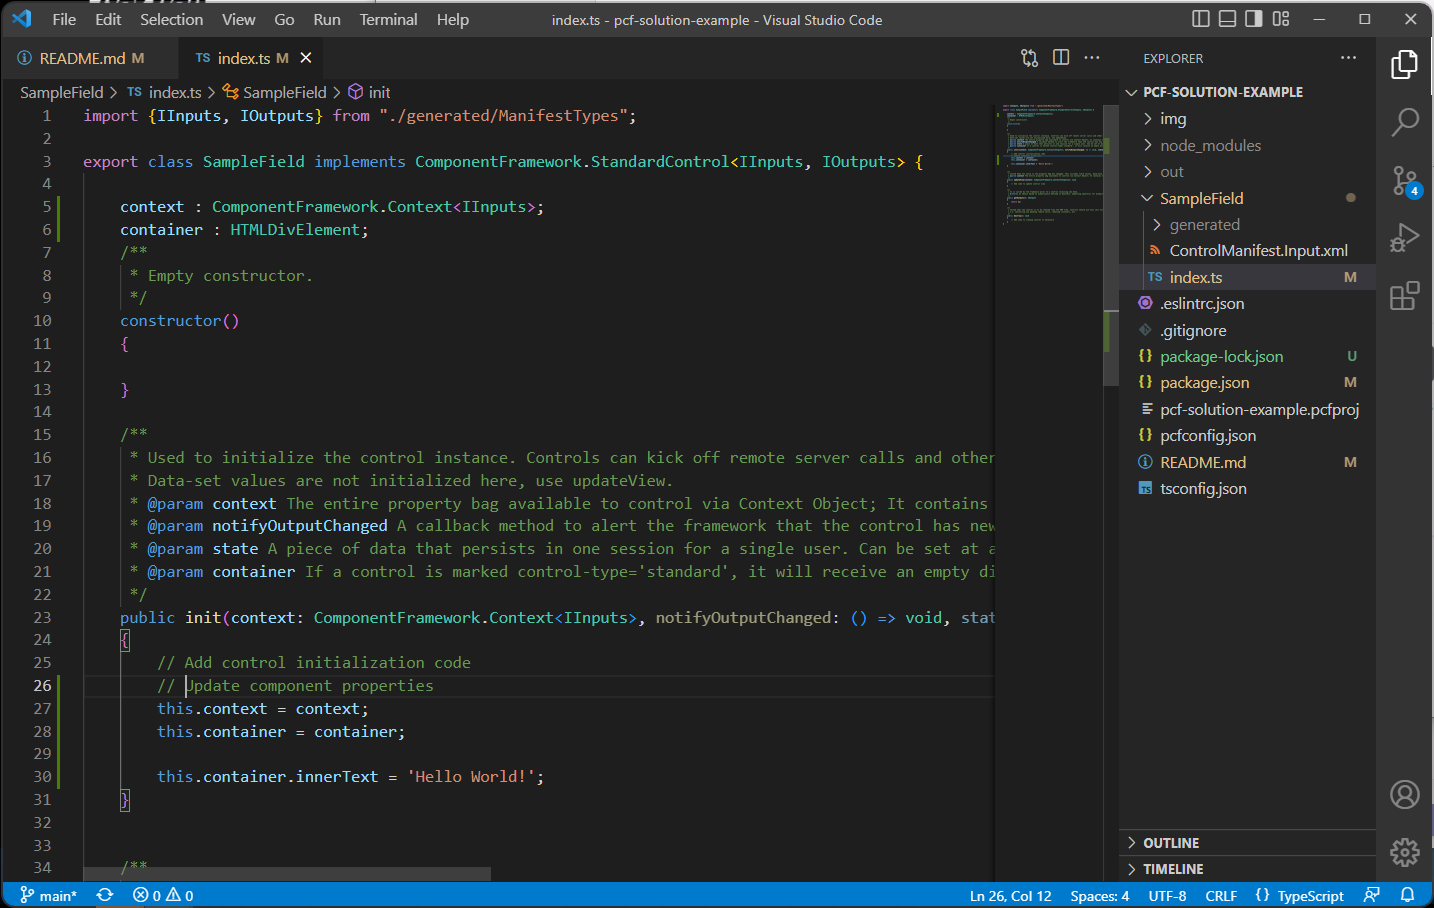 File Edit Selection View Go Run Terminal Help index.ts - pcf-solution-example - Visual Studio Code
README.md M TS index.ts M
SampleField > TS index.ts > SampleField > init
1 import {IInputs, IOutputs} from "./generated/ManifestTypes";
2
3 export class SampleField implements ComponentFramework.StandardControl<IInputs, IOutputs> {
4
5 context : ComponentFramework.Context<IInputs>;
6 container : HTMLDivElement;
7 /**
8 * Empty constructor.
9 */
10 constructor()
11 {
12
13 }
14
15 /**
16 * Used to initialize the control instance. Controls can kick off remote server calls and other
17 * Data-set values are not initialized here, use updateView.
18 * @param context The entire property bag available to control via Context Object; It contains
19 * @param notifyOutputChanged A callback method to alert the framework that the control has new
20 * @param state A piece of data that persists in one session for a single user. Can be set at a
21 * @param container If a control is marked control-type='standard', it will receive an empty di
22 */
23 public init(context: ComponentFramework.Context<IInputs>, notifyOutputChanged: () => void, stat
24 {
25 // Add control initialization code
26 // Update component properties
27 this.context = context;
28 this.container = container;
29
30 this.container.innerText = 'Hello World!';
31 }
32
33
34 /**
EXPLORER
PCF-SOLUTION-EXAMPLE
img
node_modules
out
SampleField
generated
ControlManifest.Input.xml
TS index.ts M
.eslintrc.json
.gitignore
{} package-lock.json U
{} package.json M
pcf-solution-example.pcfproj
{} pcfconfig.json
README.md M
TS tsconfig.json
OUTLINE
TIMELINE
4
main* 0 0 Ln 26, Col 12 Spaces: 4 UTF-8 CRLF {} TypeScript